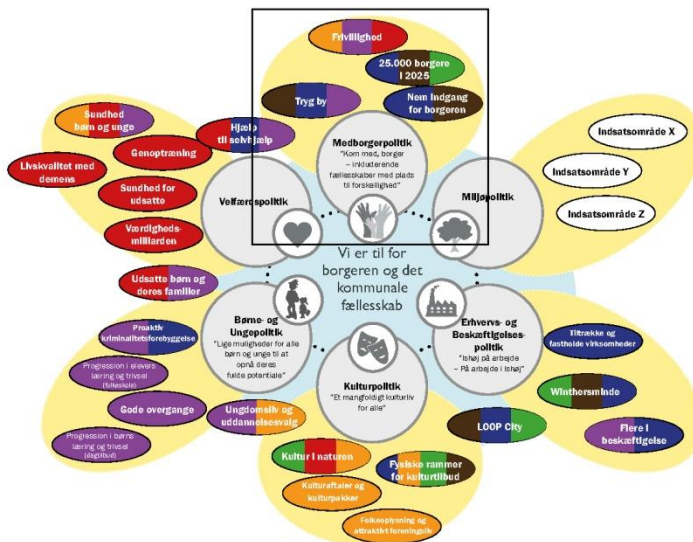 Frivillighed
25.000 borgere
i 2025
Tryg by
Nem indgang
for borgeren
Medborgerpolitik
"Kom med, borger
– inkluderende
fællesskaber med plads
til forskellighed"
Sundhed
børn og unge
Hjælp
til selvhjælp
Genoptræning
Livskvalitet med
demens
Sundhed for
udsatte
Værdigheds-
milliarden
Velfærdspolitik
Indsatsområde X
Indsatsområde Y
Indsatsområde Z
Miljøpolitik
Vi er til for
borgeren og det
kommunale
fællesskab
Udsatte børn og
deres familier
Proaktiv
kriminalitetsforebyggelse
Progression i elevers
læring og trivsel
(folkeskole)
Gode overgange
Ungdomsliv og
uddannelsesvalg
Progression i børns
læring og trivsel
(dagtilbud)
Børne- og
Ungepolitik
"Lige muligheder for alle
børn og unge til at
opnå deres
fulde potentiale"
Kulturpolitik
"Et mangfoldigt kulturliv
for alle"
Erhvervs- og
Beskæftigelses-
politik
"Ishøj på arbejde
– På arbejde i Ishøj"
Tiltrække og
fastholde virksomheder
Winthersminde
Flere i
beskæftigelse
LOOP City
Kultur i naturen
Fysiske rammer
for kulturtilbud
Kulturaftaler og
kulturpakker
Folkeoplysning og
attraktivt foreningsliv